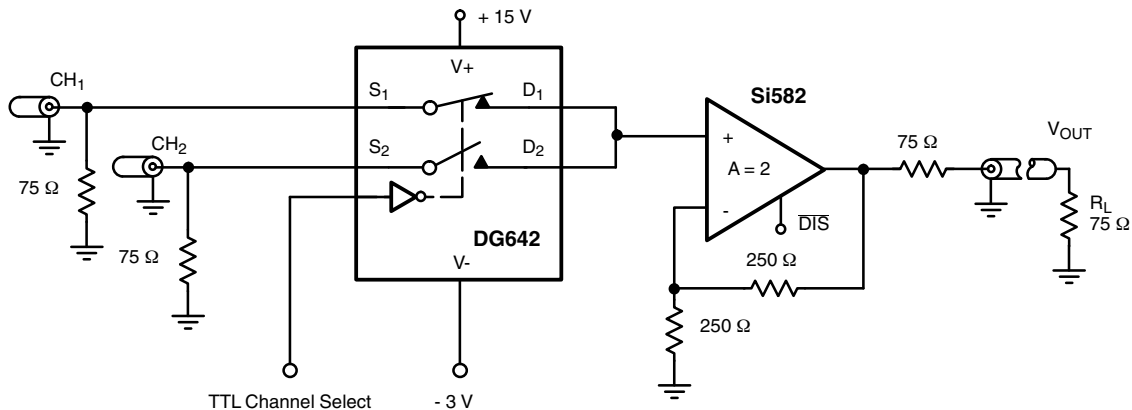 + 15 V
V+
CH1
S1
D1
Si582
CH2
S2
D2
+
75 Ω
VOUT
A = 2
75 Ω
-
DIS
RL
75 Ω
DG642
75 Ω
V-
250 Ω
250 Ω
TTL Channel Select
- 3 V